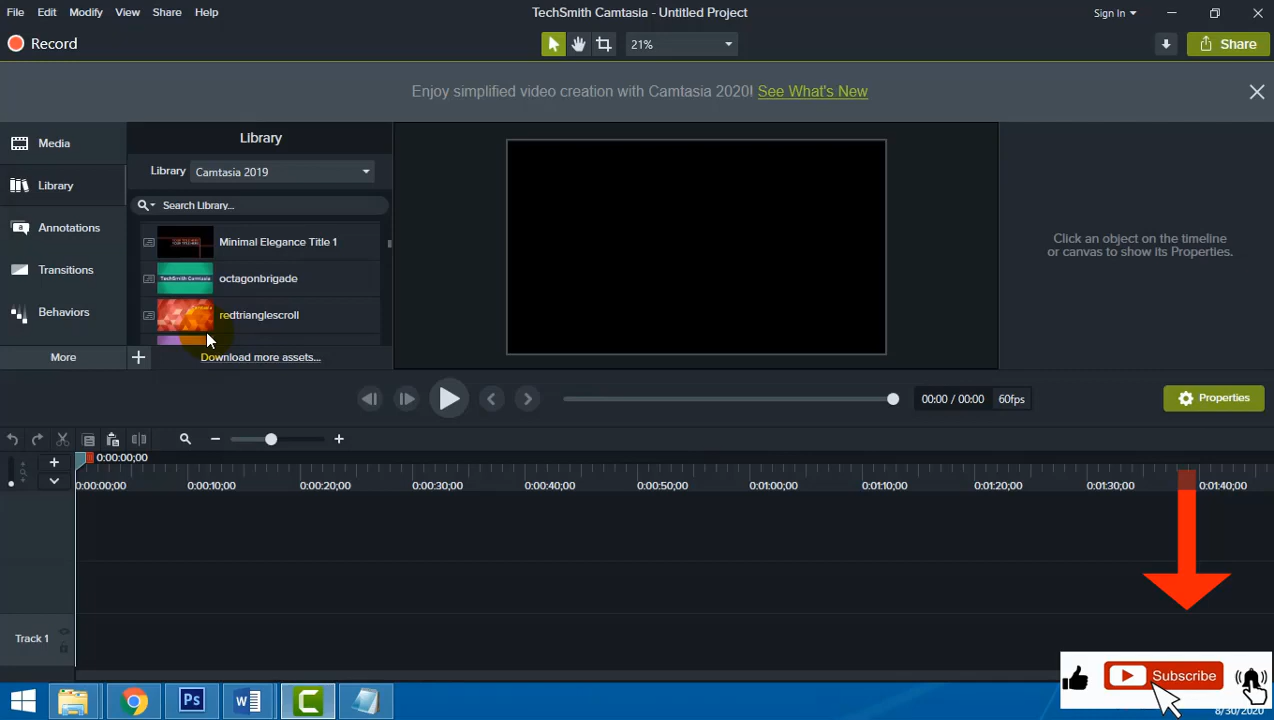 File Edit Modify View Share Help TechSmith Camtasia - Untitled Project Sign In
Record 21% Share
Enjoy simplified video creation with Camtasia 2020! See What's New
Media
Library
Annotations
Transitions
Behaviors
More
Library
Library Camtasia 2019
Search Library...
Minimal Elegance Title 1
TechSmith Camtasia octagonbrigade
redtrianglescroll
Download more assets...
Click an object on the timeline
or canvas to show its Properties.
00:00 / 00:00 60fps Properties
0:00:00;00
0:00:00;00 0:00:10;00 0:00:20;00 0:00:30;00 0:00:40;00 0:00:50;00 0:01:00;00 0:01:10;00 0:01:20;00 0:01:30;00 0:01:40;00
Track 1
Subscribe
Ps
8/30/2020